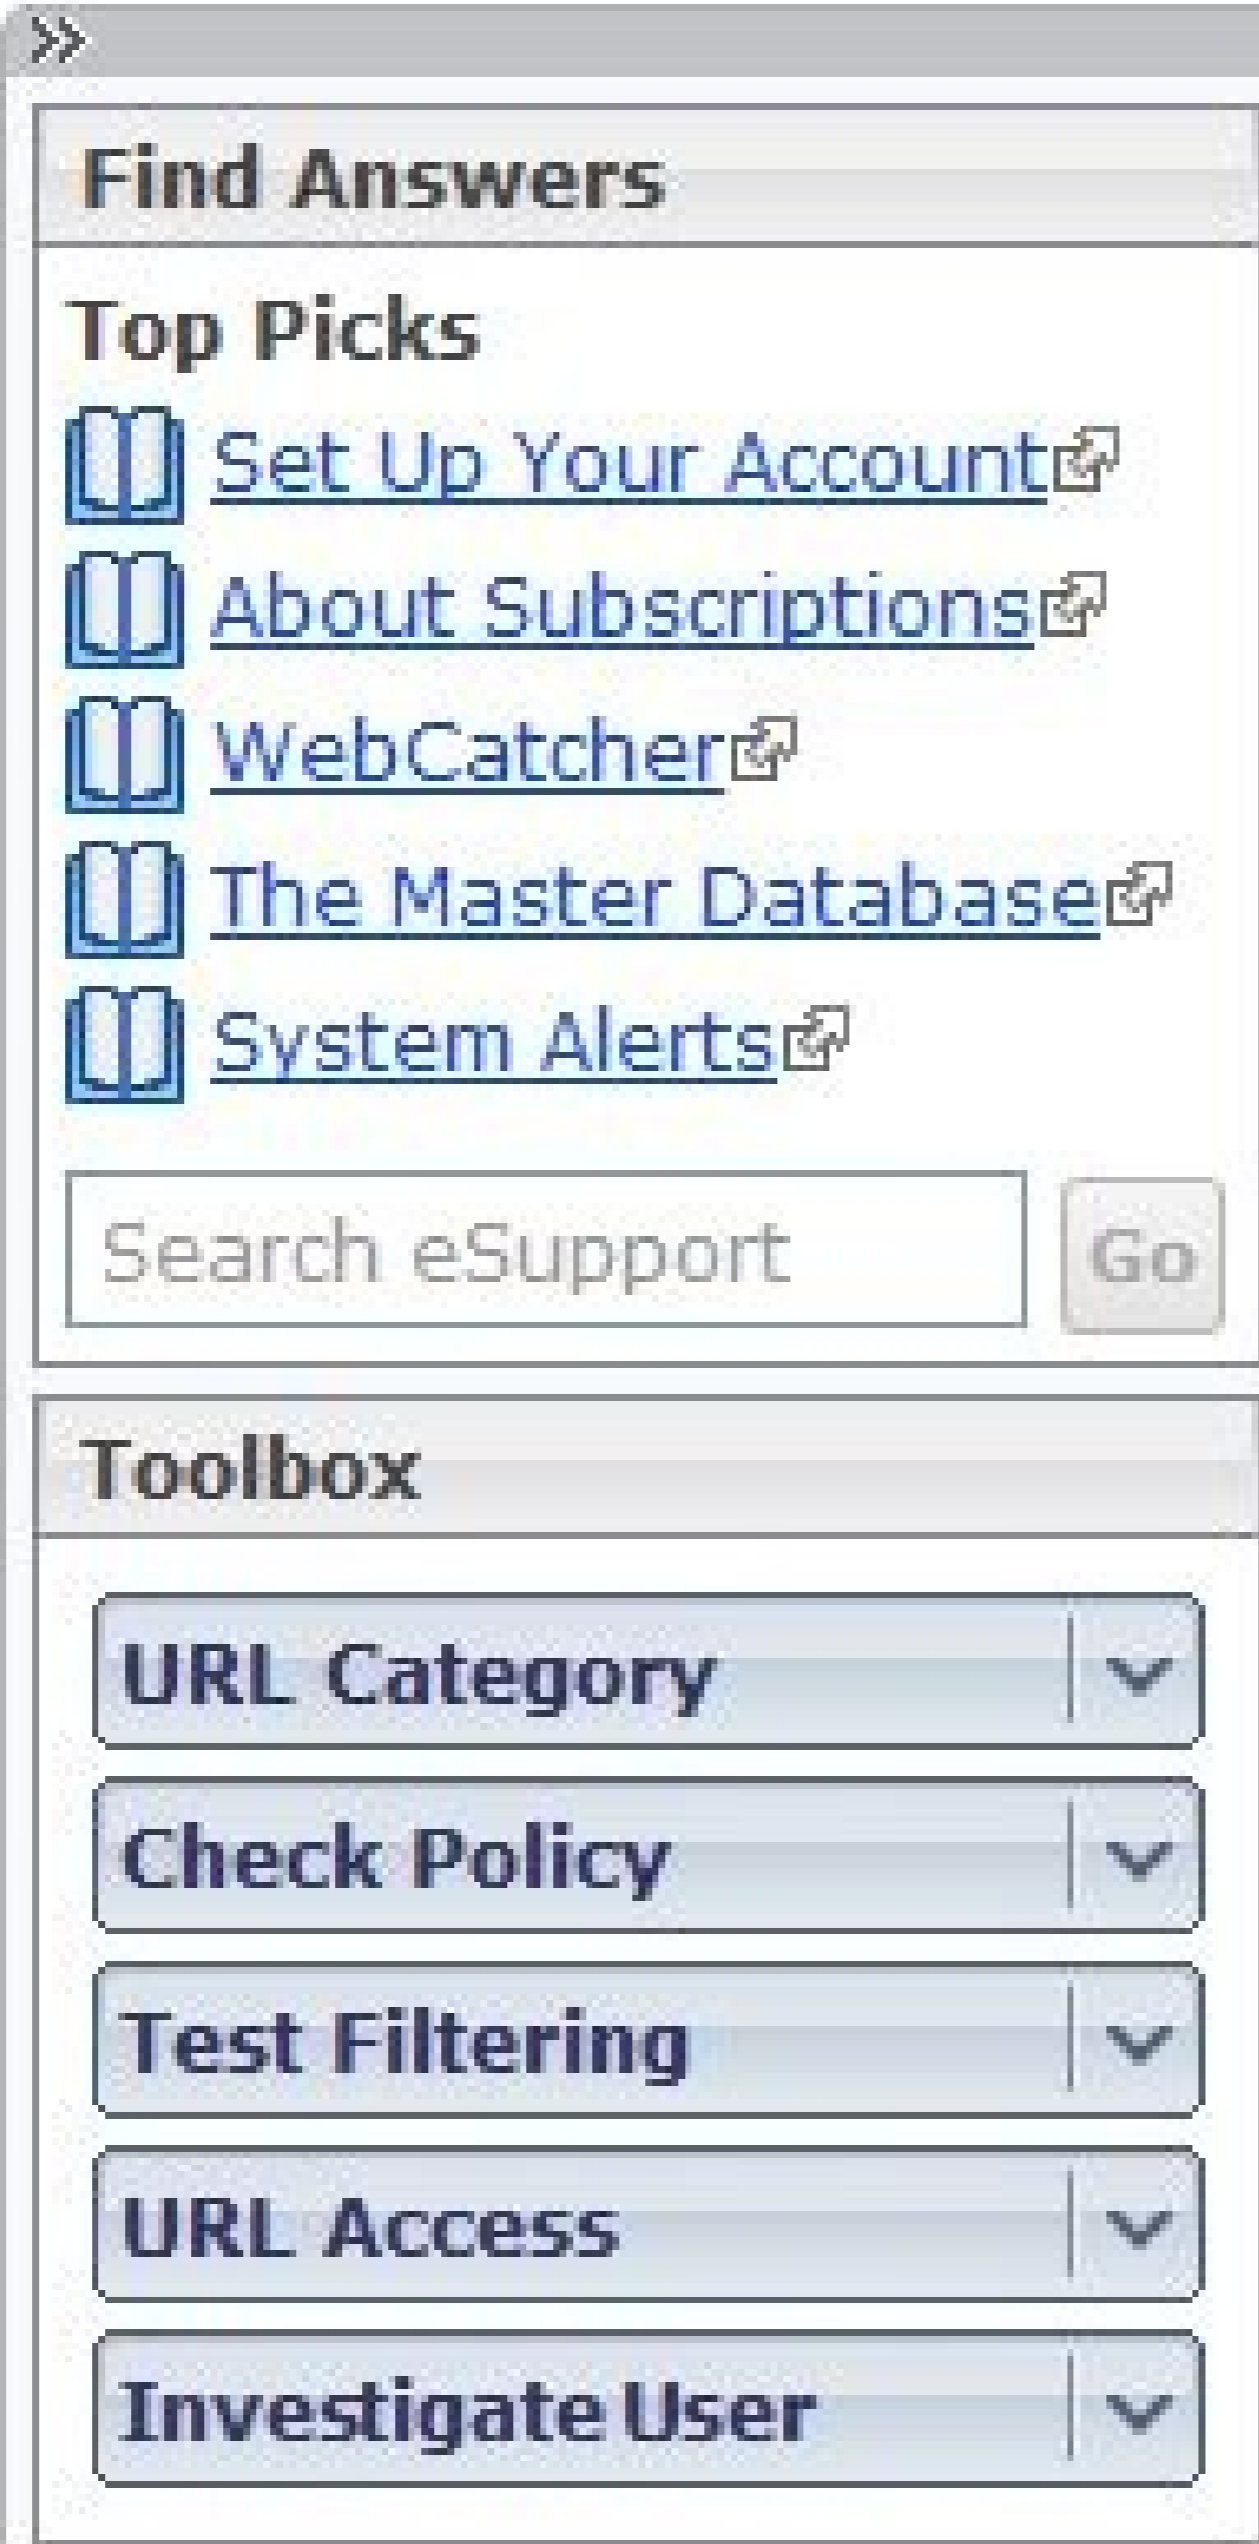 Find Answers
Top Picks
Set Up Your Account
About Subscriptions
WebCatcher
The Master Database
System Alerts
Search eSupport Go
Toolbox
URL Category
Check Policy
Test Filtering
URL Access
Investigate User